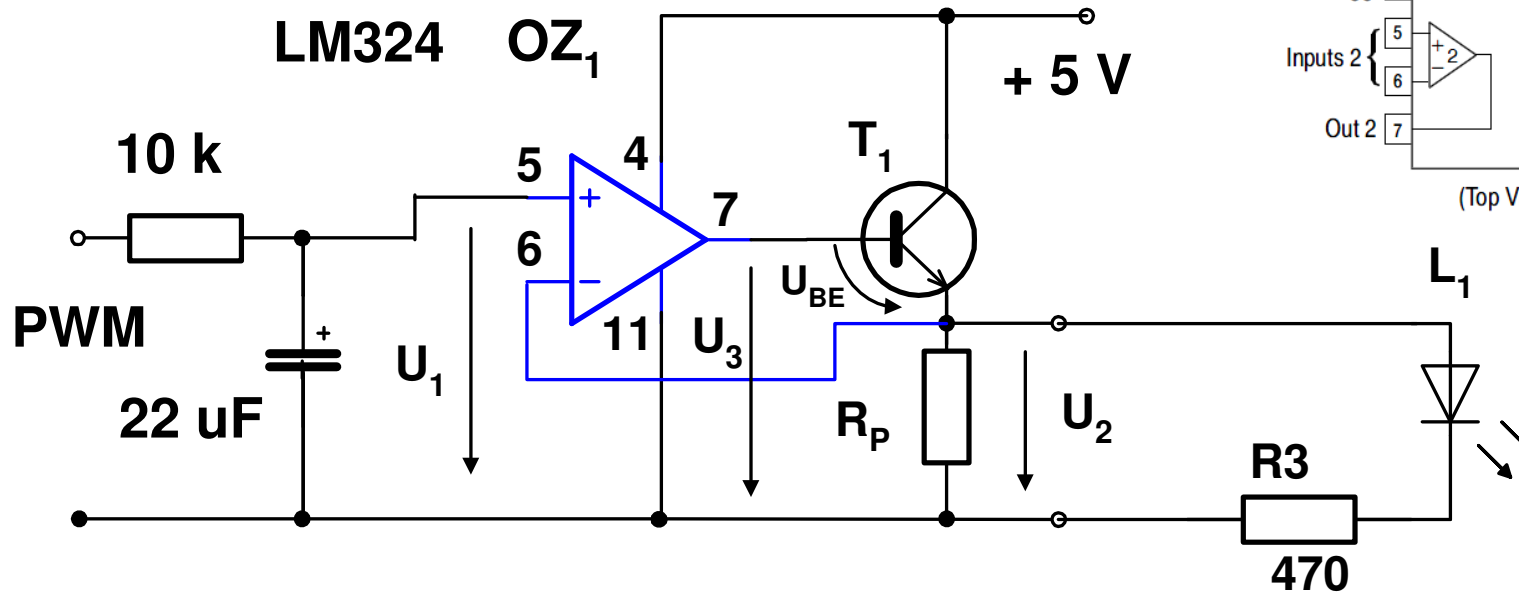 LM324 OZ1
+ 5 V
5
Inputs 2
6
+
−
2
Out 2
7
(Top V
10 k
5
4
T1
+
7
6
−
UBE
L1
PWM
+
11
U3
U1
22 uF
RP
U2
R3
470